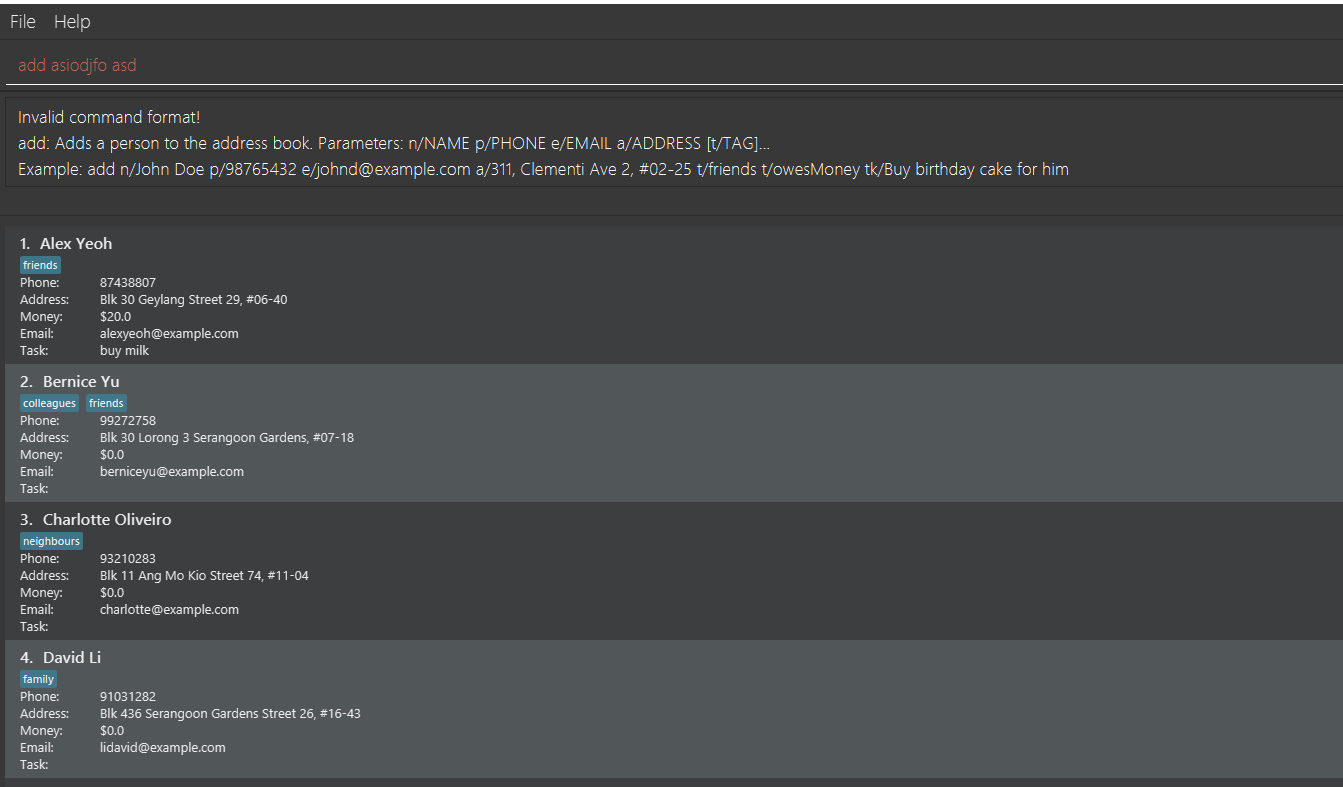 File Help
add asiodjfo asd
Invalid command format!
add: Adds a person to the address book. Parameters: n/NAME p/PHONE e/EMAIL a/ADDRESS [t/TAG]...
Example: add n/John Doe p/98765432 e/johnd@example.com a/311, Clementi Ave 2, #02-25 t/friends t/owesMoney tk/Buy birthday cake for him
1. Alex Yeoh
friends
Phone: 87438807
Address: Blk 30 Geylang Street 29, #06-40
Money: $20.0
Email: alexyeoh@example.com
Task: buy milk
2. Bernice Yu
colleagues friends
Phone: 99272758
Address: Blk 30 Lorong 3 Serangoon Gardens, #07-18
Money: $0.0
Email: berniceyu@example.com
Task:
3. Charlotte Oliveiro
neighbours
Phone: 93210283
Address: Blk 11 Ang Mo Kio Street 74, #11-04
Money: $0.0
Email: charlotte@example.com
Task:
4. David Li
family
Phone: 91031282
Address: Blk 436 Serangoon Gardens Street 26, #16-43
Money: $0.0
Email: lidavid@example.com
Task: